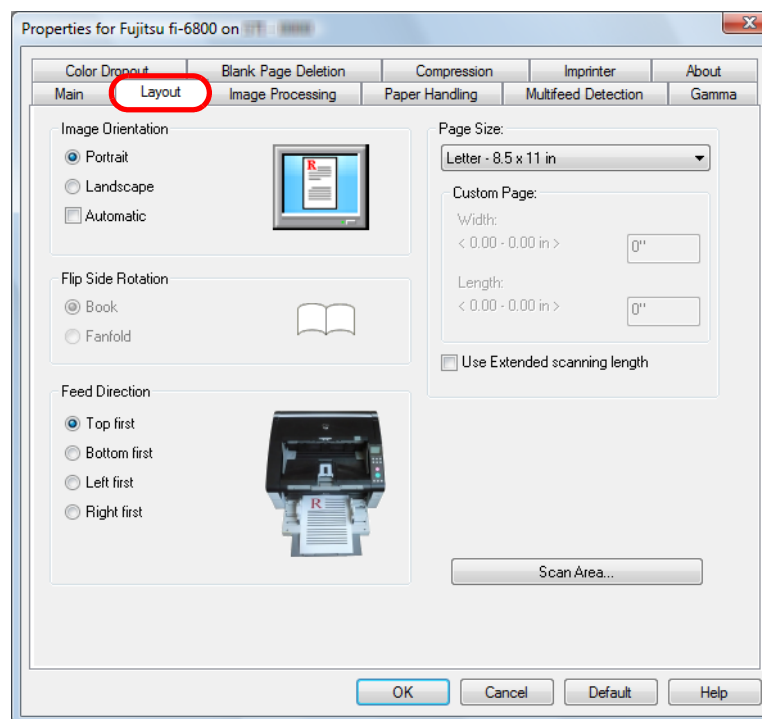 Properties for Fujitsu fi-6800 on
Color Dropout Blank Page Deletion Compression Imprinter About
Main Layout Image Processing Paper Handling Multifeed Detection Gamma
Image Orientation
Portrait
Landscape
Automatic
R
Flip Side Rotation
Book
Fanfold
Feed Direction
Top first
Bottom first
Left first
Right first
R
Page Size:
Letter - 8.5 x 11 in
Custom Page:
Width:
< 0.00 - 0.00 in > 0"
Length:
< 0.00 - 0.00 in > 0"
Use Extended scanning length
Scan Area...
OK Cancel Default Help